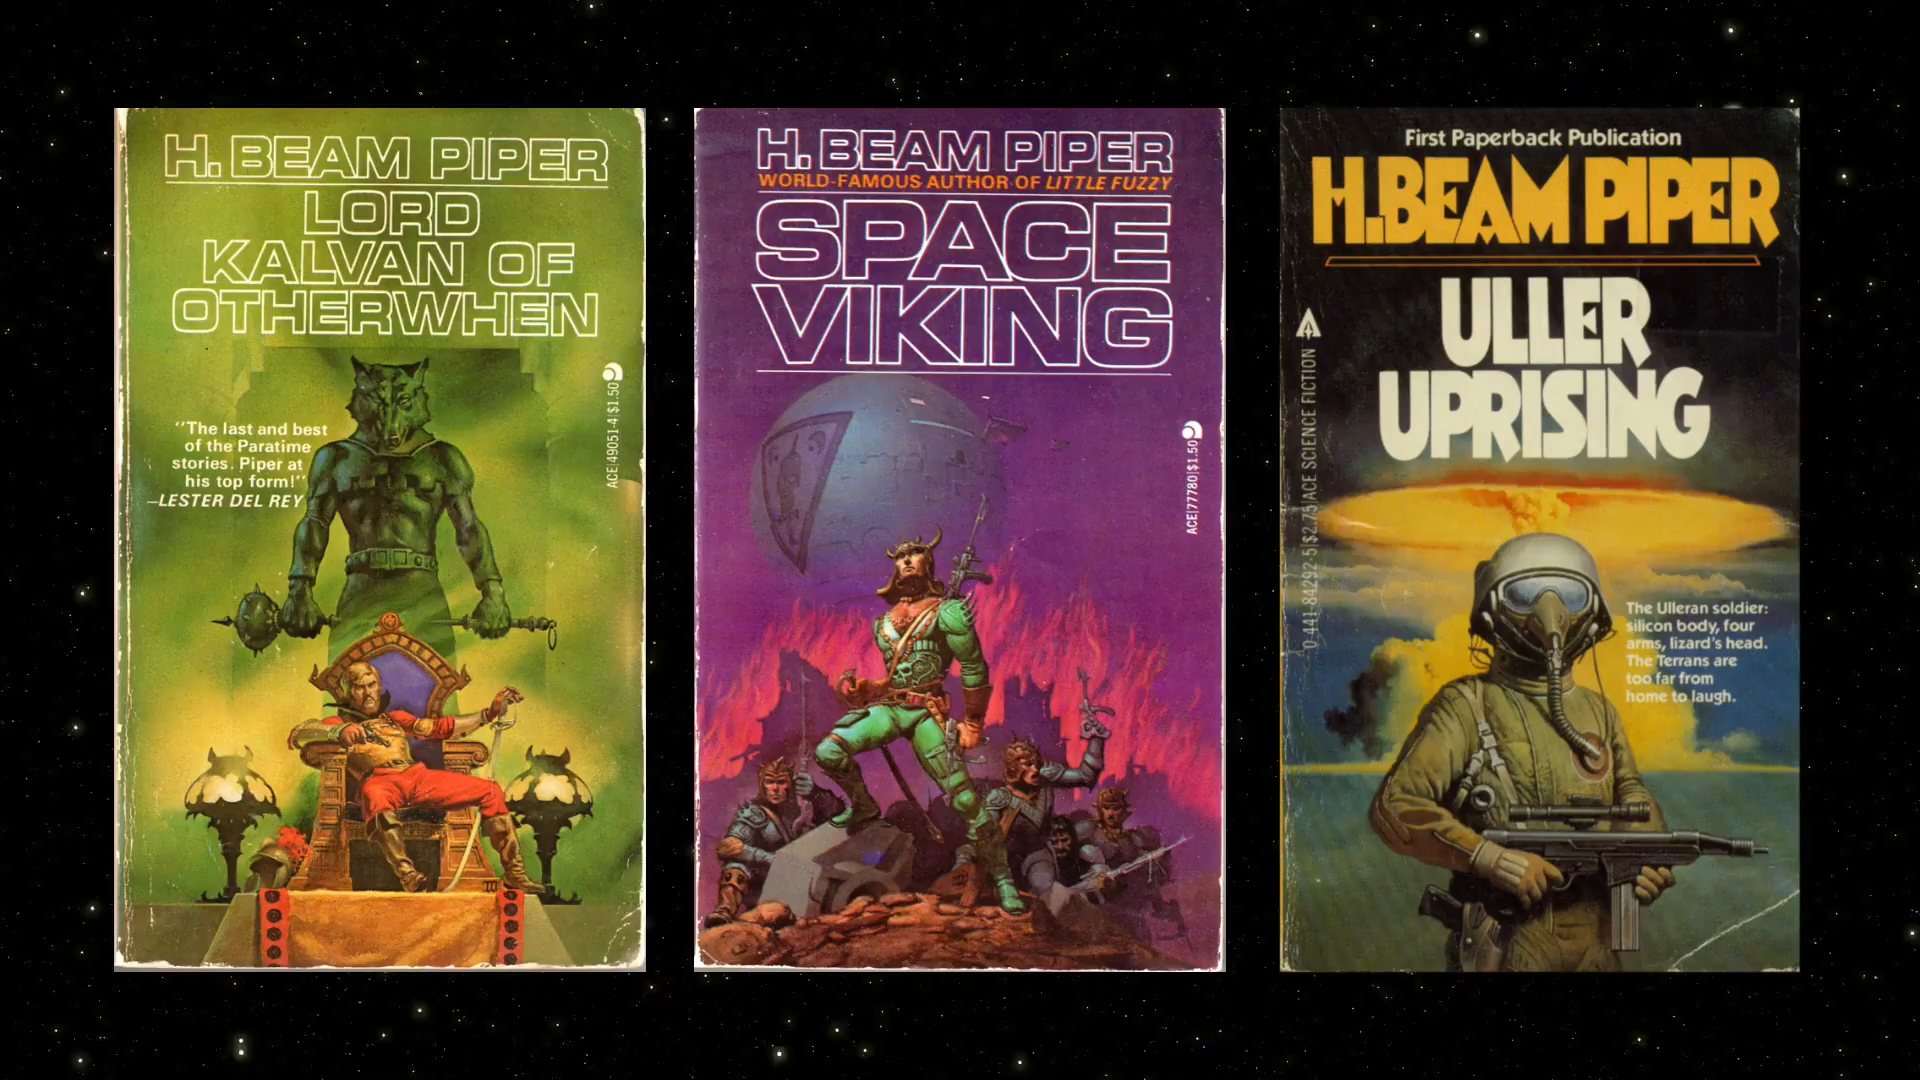 H. BEAM PIPER
LORD
KALVAN OF
OTHERWHEN
"The last and best
of the Paratime
stories. Piper at
his top form!"
—LESTER DEL REY
ACE|49051-4|$1.50
H. BEAM PIPER
WORLD-FAMOUS AUTHOR OF LITTLE FUZZY
SPACE
VIKING
ACE|77780|$1.50
First Paperback Publication
H.BEAM PIPER
ULLER
UPRISING
0-441-84292-5|$2.75|ACE SCIENCE FICTION
The Ulleran soldier:
silicon body, four
arms, lizard's head.
The Terrans are
too far from
home to laugh.